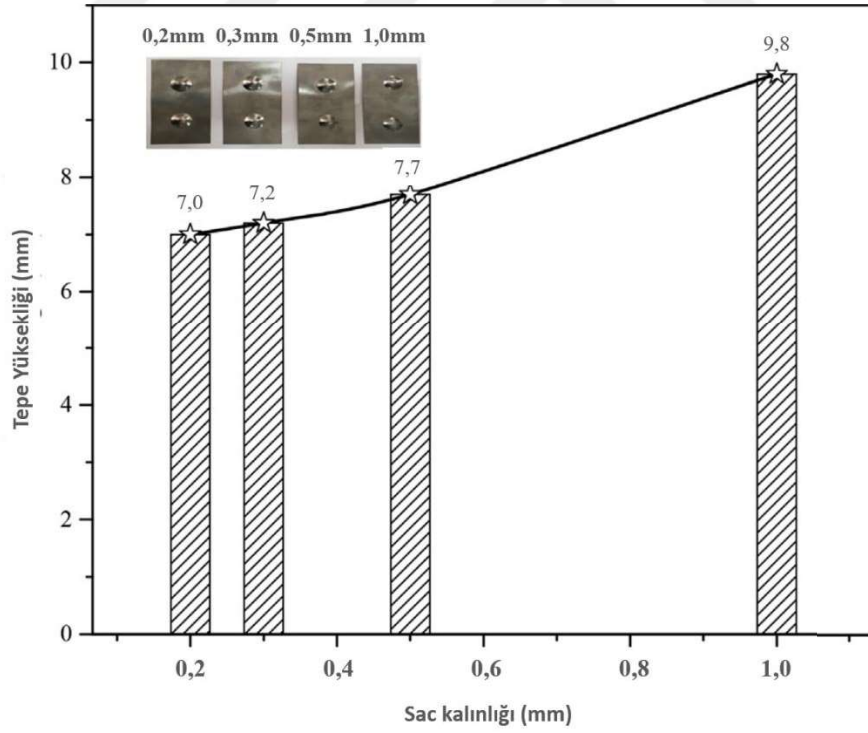 0,2mm 0,3mm 0,5mm 1,0mm
10
8
6
4
2
0
7,0
7,2
7,7
9,8
0,2 0,4 0,6 0,8 1,0
Tepe Yüksekliği (mm)
Sac kalınlığı (mm)